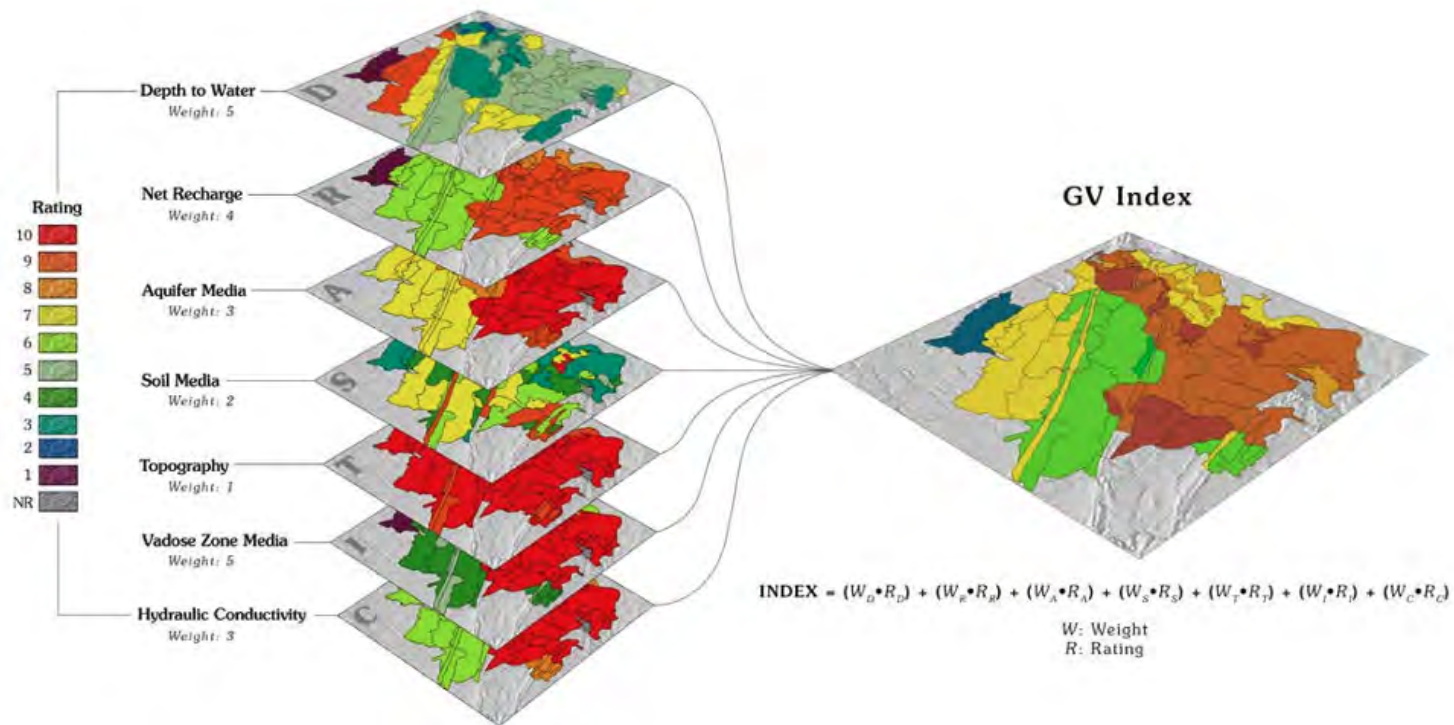 Depth to Water
Weight: 5
Net Recharge
Weight: 4
Rating
10
9
8
7
6
5
4
3
2
1
NR
Aquifer Media
Weight: 3
Soil Media
Weight: 2
Topography
Weight: 1
Vadose Zone Media
Weight: 5
Hydraulic Conductivity
Weight: 3
D
R
A
S
T
I
C
GV Index
INDEX = (W_D•R_D) + (W_R•R_R) + (W_A•R_A) + (W_S•R_S) + (W_T•R_T) + (W_I•R_I) + (W_C•R_C)
W: Weight
R: Rating